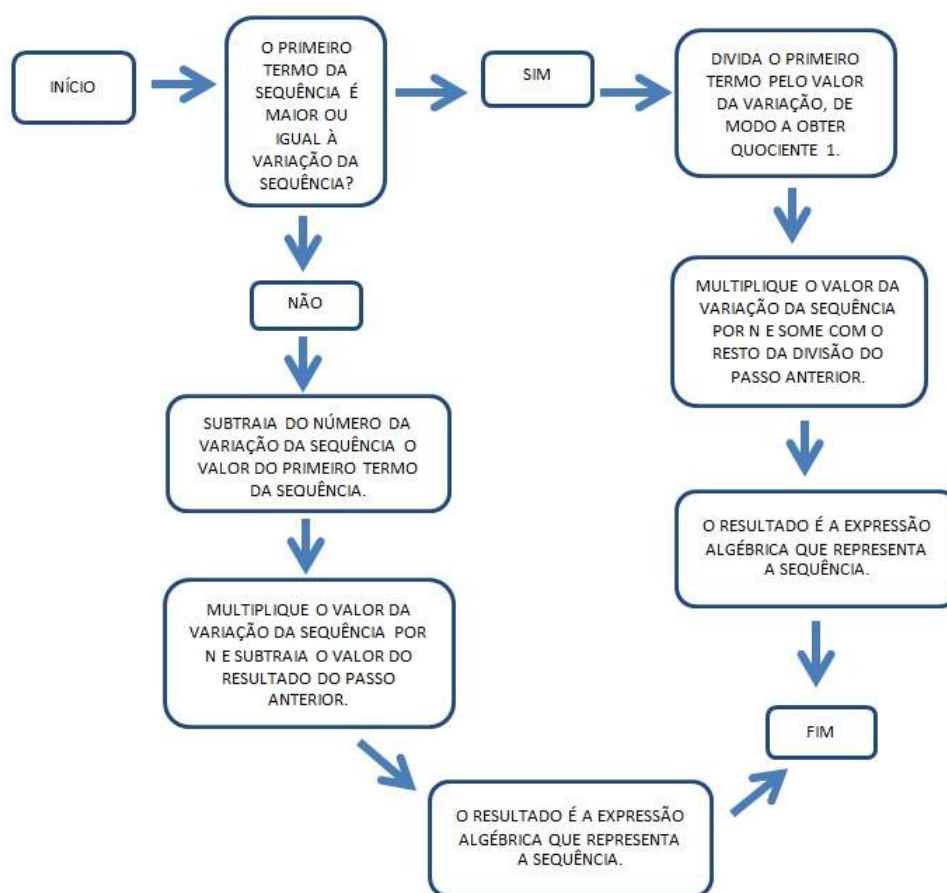 INÍCIO
O PRIMEIRO
TERMO DA
SEQUÊNCIA É
MAIOR OU
IGUAL À
VARIAÇÃO DA
SEQUÊNCIA?
SIM
DIVIDA O PRIMEIRO
TERMO PELO VALOR
DA VARIAÇÃO, DE
MODO A OBTER
QUOCIENTE 1.
MULTIPLIQUE O VALOR DA
VARIAÇÃO DA SEQUÊNCIA
POR N E SOME COM O
RESTO DA DIVISÃO DO
PASSO ANTERIOR.
O RESULTADO É A EXPRESSÃO
ALGÉBRICA QUE REPRESENTA
A SEQUÊNCIA.
NÃO
SUBTRAIA DO NÚMERO DA
VARIAÇÃO DA SEQUÊNCIA O
VALOR DO PRIMEIRO TERMO
DA SEQUÊNCIA.
MULTIPLIQUE O VALOR DA
VARIAÇÃO DA SEQUÊNCIA POR
N E SUBTRAIA O VALOR DO
RESULTADO DO PASSO
ANTERIOR.
O RESULTADO É A EXPRESSÃO
ALGÉBRICA QUE REPRESENTA
A SEQUÊNCIA.
FIM